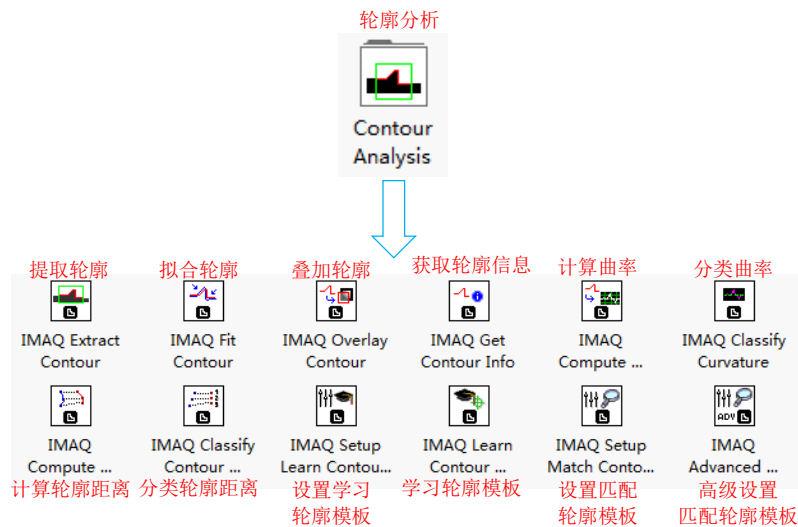 轮廓分析
Contour
Analysis
提取轮廓 拟合轮廓 叠加轮廓 获取轮廓信息 计算曲率 分类曲率
IMAQ Extract IMAQ Fit IMAQ Overlay IMAQ Get IMAQ IMAQ Classify
Contour Contour Contour Contour Info Compute ... Curvature
ADV
IMAQ IMAQ Classify IMAQ Setup IMAQ Learn IMAQ Setup IMAQ
Compute ... Contour ... Learn Contou... Contour ... Match Conto... Advanced ...
计算轮廓距离 分类轮廓距离 设置学习 学习轮廓模板 设置匹配 高级设置
轮廓模板 轮廓模板 匹配轮廓模板